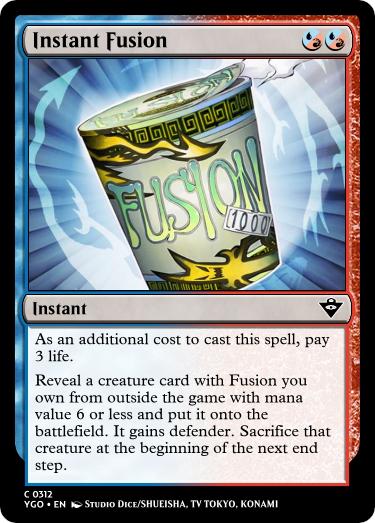 Instant Fusion
FUSION
FUSION
1000
Instant
As an additional cost to cast this spell, pay
3 life.
Reveal a creature card with Fusion you
own from outside the game with mana
value 6 or less and put it onto the
battlefield. It gains defender. Sacrifice that
creature at the beginning of the next end
step.
C 0312
YGO • EN Studio Dice/SHUEISHA, TV TOKYO, KONAMI